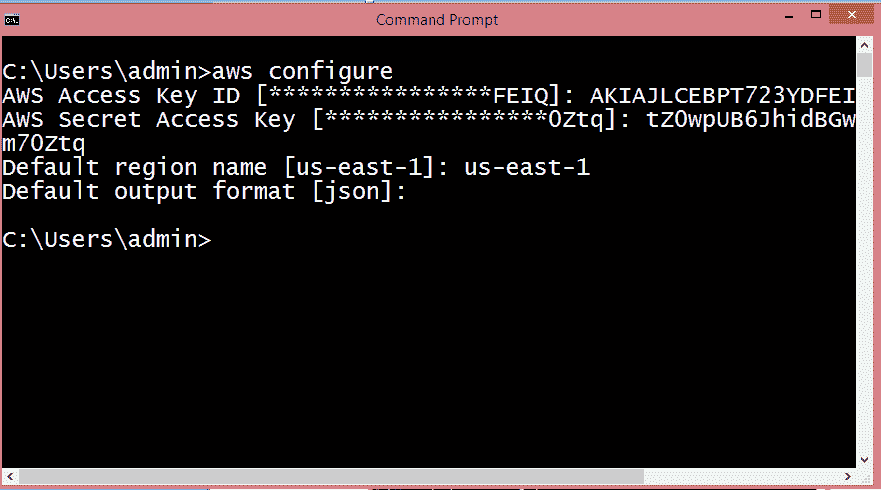 Command Prompt
C:\Users\admin>aws configure
AWS Access Key ID [****************FEIQ]: AKIAJLCEBPT723YDFEI
AWS Secret Access Key [****************0Ztq]: tZ0wpUB6JhidBGw
m70Ztq
Default region name [us-east-1]: us-east-1
Default output format [json]:
C:\Users\admin>